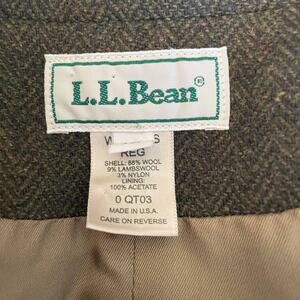 L.L.Bean®
REG
SHELL: 88% WOOL
9% LAMBSWOOL
3% NYLON
LINING:
100% ACETATE
0 QT03
MADE IN U.S.A.
CARE ON REVERSE